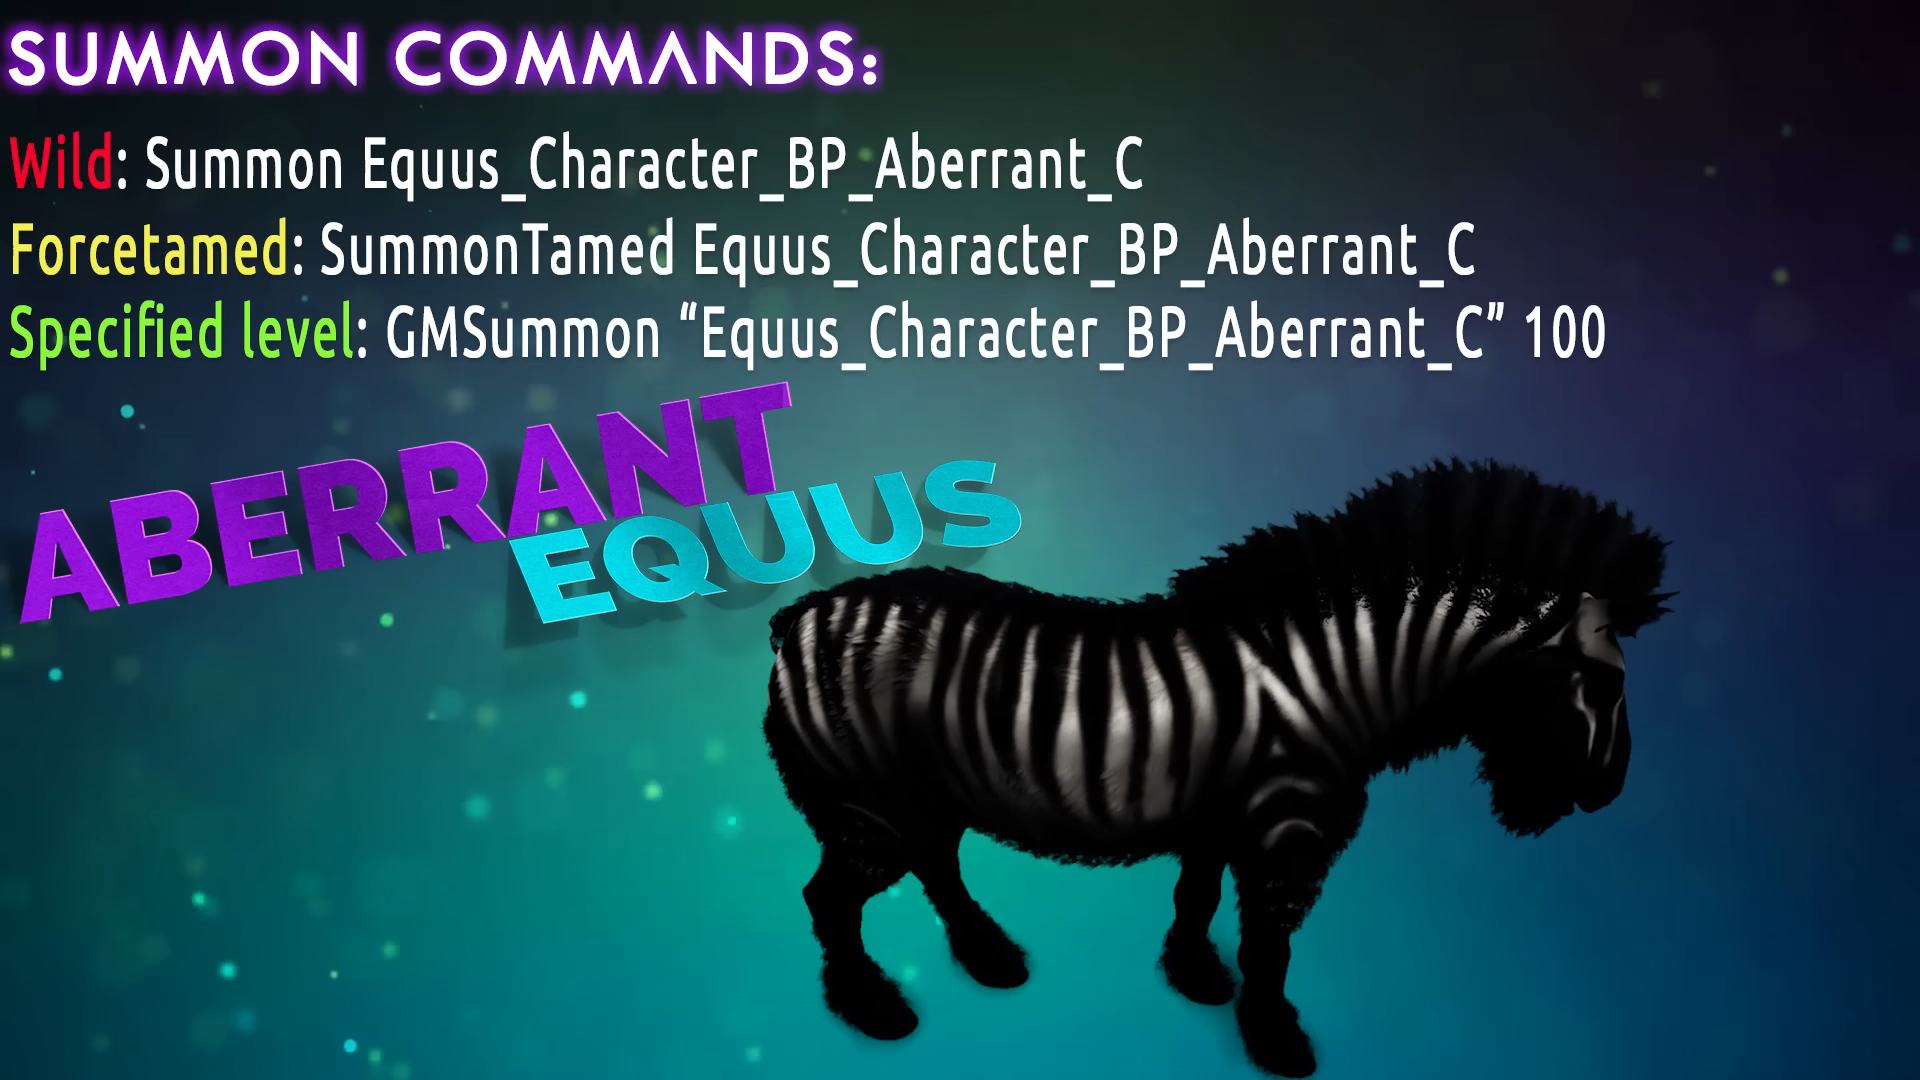 SUMMON COMMANDS:
Wild: Summon Equus_Character_BP_Aberrant_C
Forcetamed: SummonTamed Equus_Character_BP_Aberrant_C
Specified level: GMSummon “Equus_Character_BP_Aberrant_C” 100
ABERRANT
EQUUS